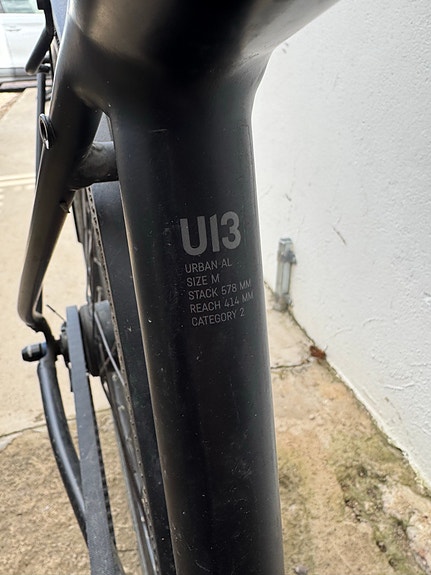 UI3
URBAN AL
SIZE M
STACK 578 MM
REACH 414 MM
CATEGORY 2